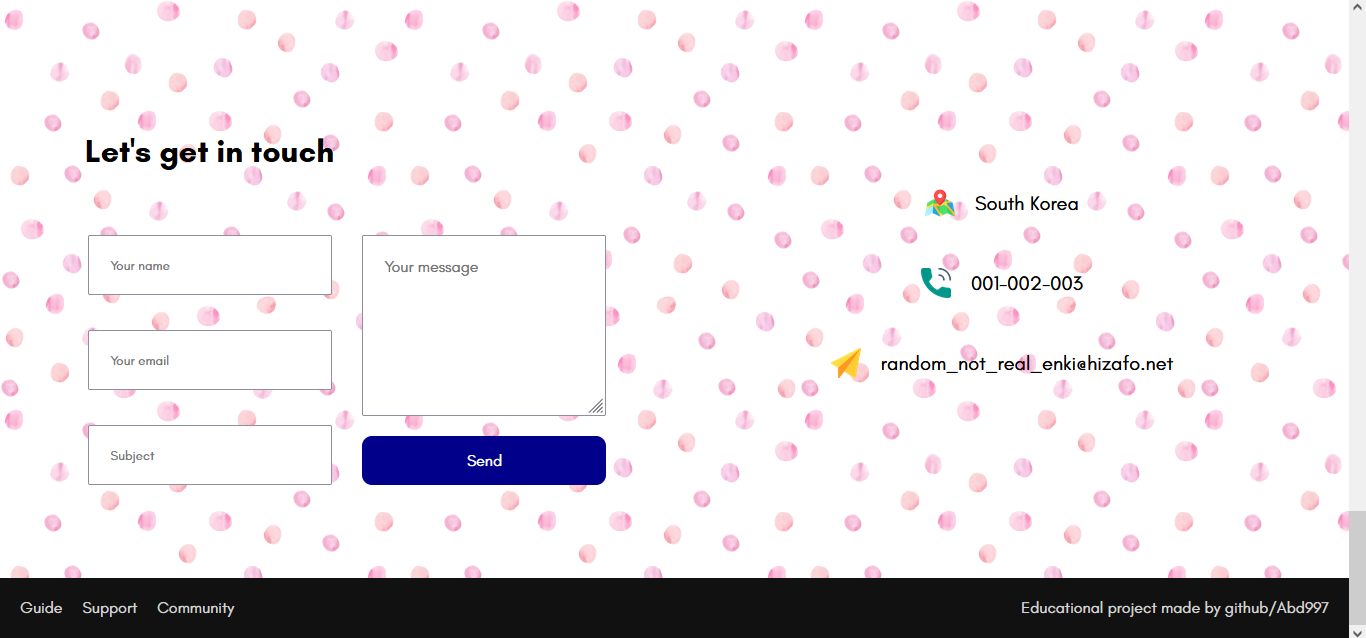 Let's get in touch
Your name
Your email
Subject
Your message
Send
South Korea
001-002-003
random_not_real_enki@hizafo.net
Guide Support Community
Educational project made by github/Abd997